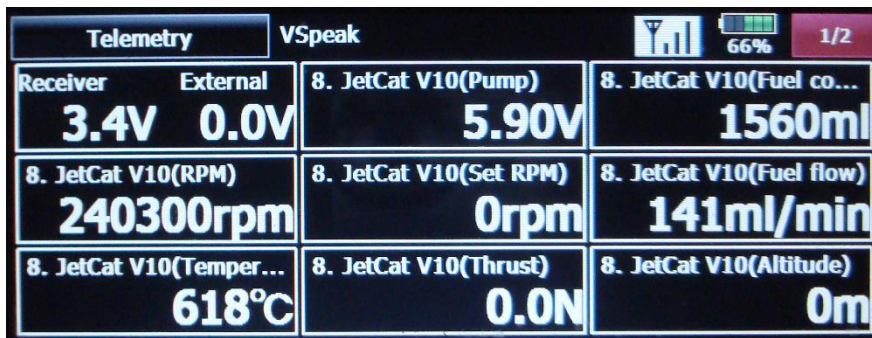 Telemetry VSpeak 66% 1/2
Receiver External
3.4V 0.0V
8. JetCat V10(Pump)
5.90V
8. JetCat V10(Fuel co...
1560ml
8. JetCat V10(RPM)
240300rpm
8. JetCat V10(Set RPM)
0rpm
8. JetCat V10(Fuel flow)
141ml/min
8. JetCat V10(Temper...
618°C
8. JetCat V10(Thrust)
0.0N
8. JetCat V10(Altitude)
0m